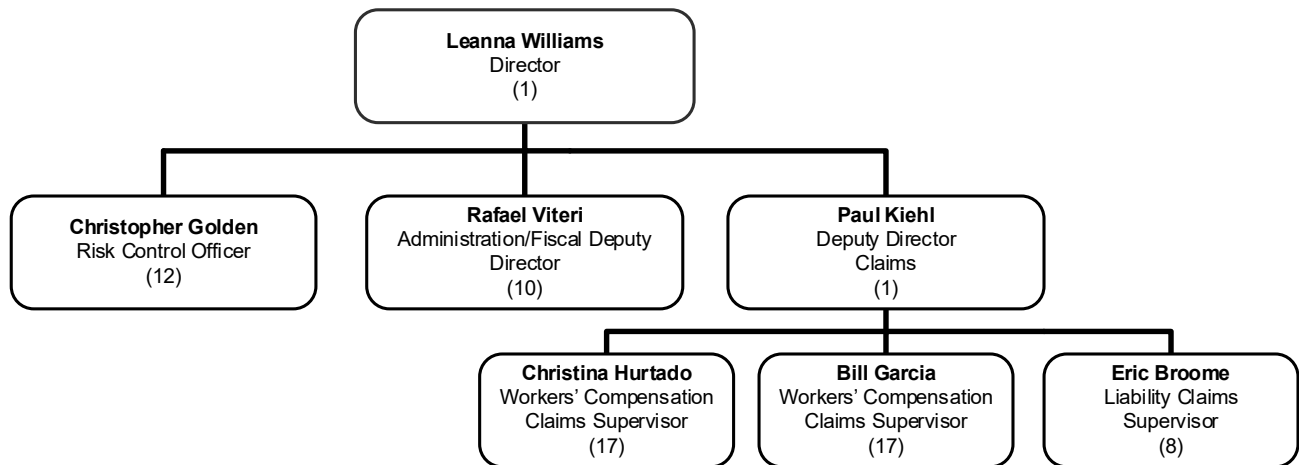 Leanna Williams
Director
(1)
Christopher Golden
Risk Control Officer
(12)
Rafael Viteri
Administration/Fiscal Deputy
Director
(10)
Paul Kiehl
Deputy Director
Claims
(1)
Christina Hurtado
Workers’ Compensation
Claims Supervisor
(17)
Bill Garcia
Workers’ Compensation
Claims Supervisor
(17)
Eric Broome
Liability Claims
Supervisor
(8)